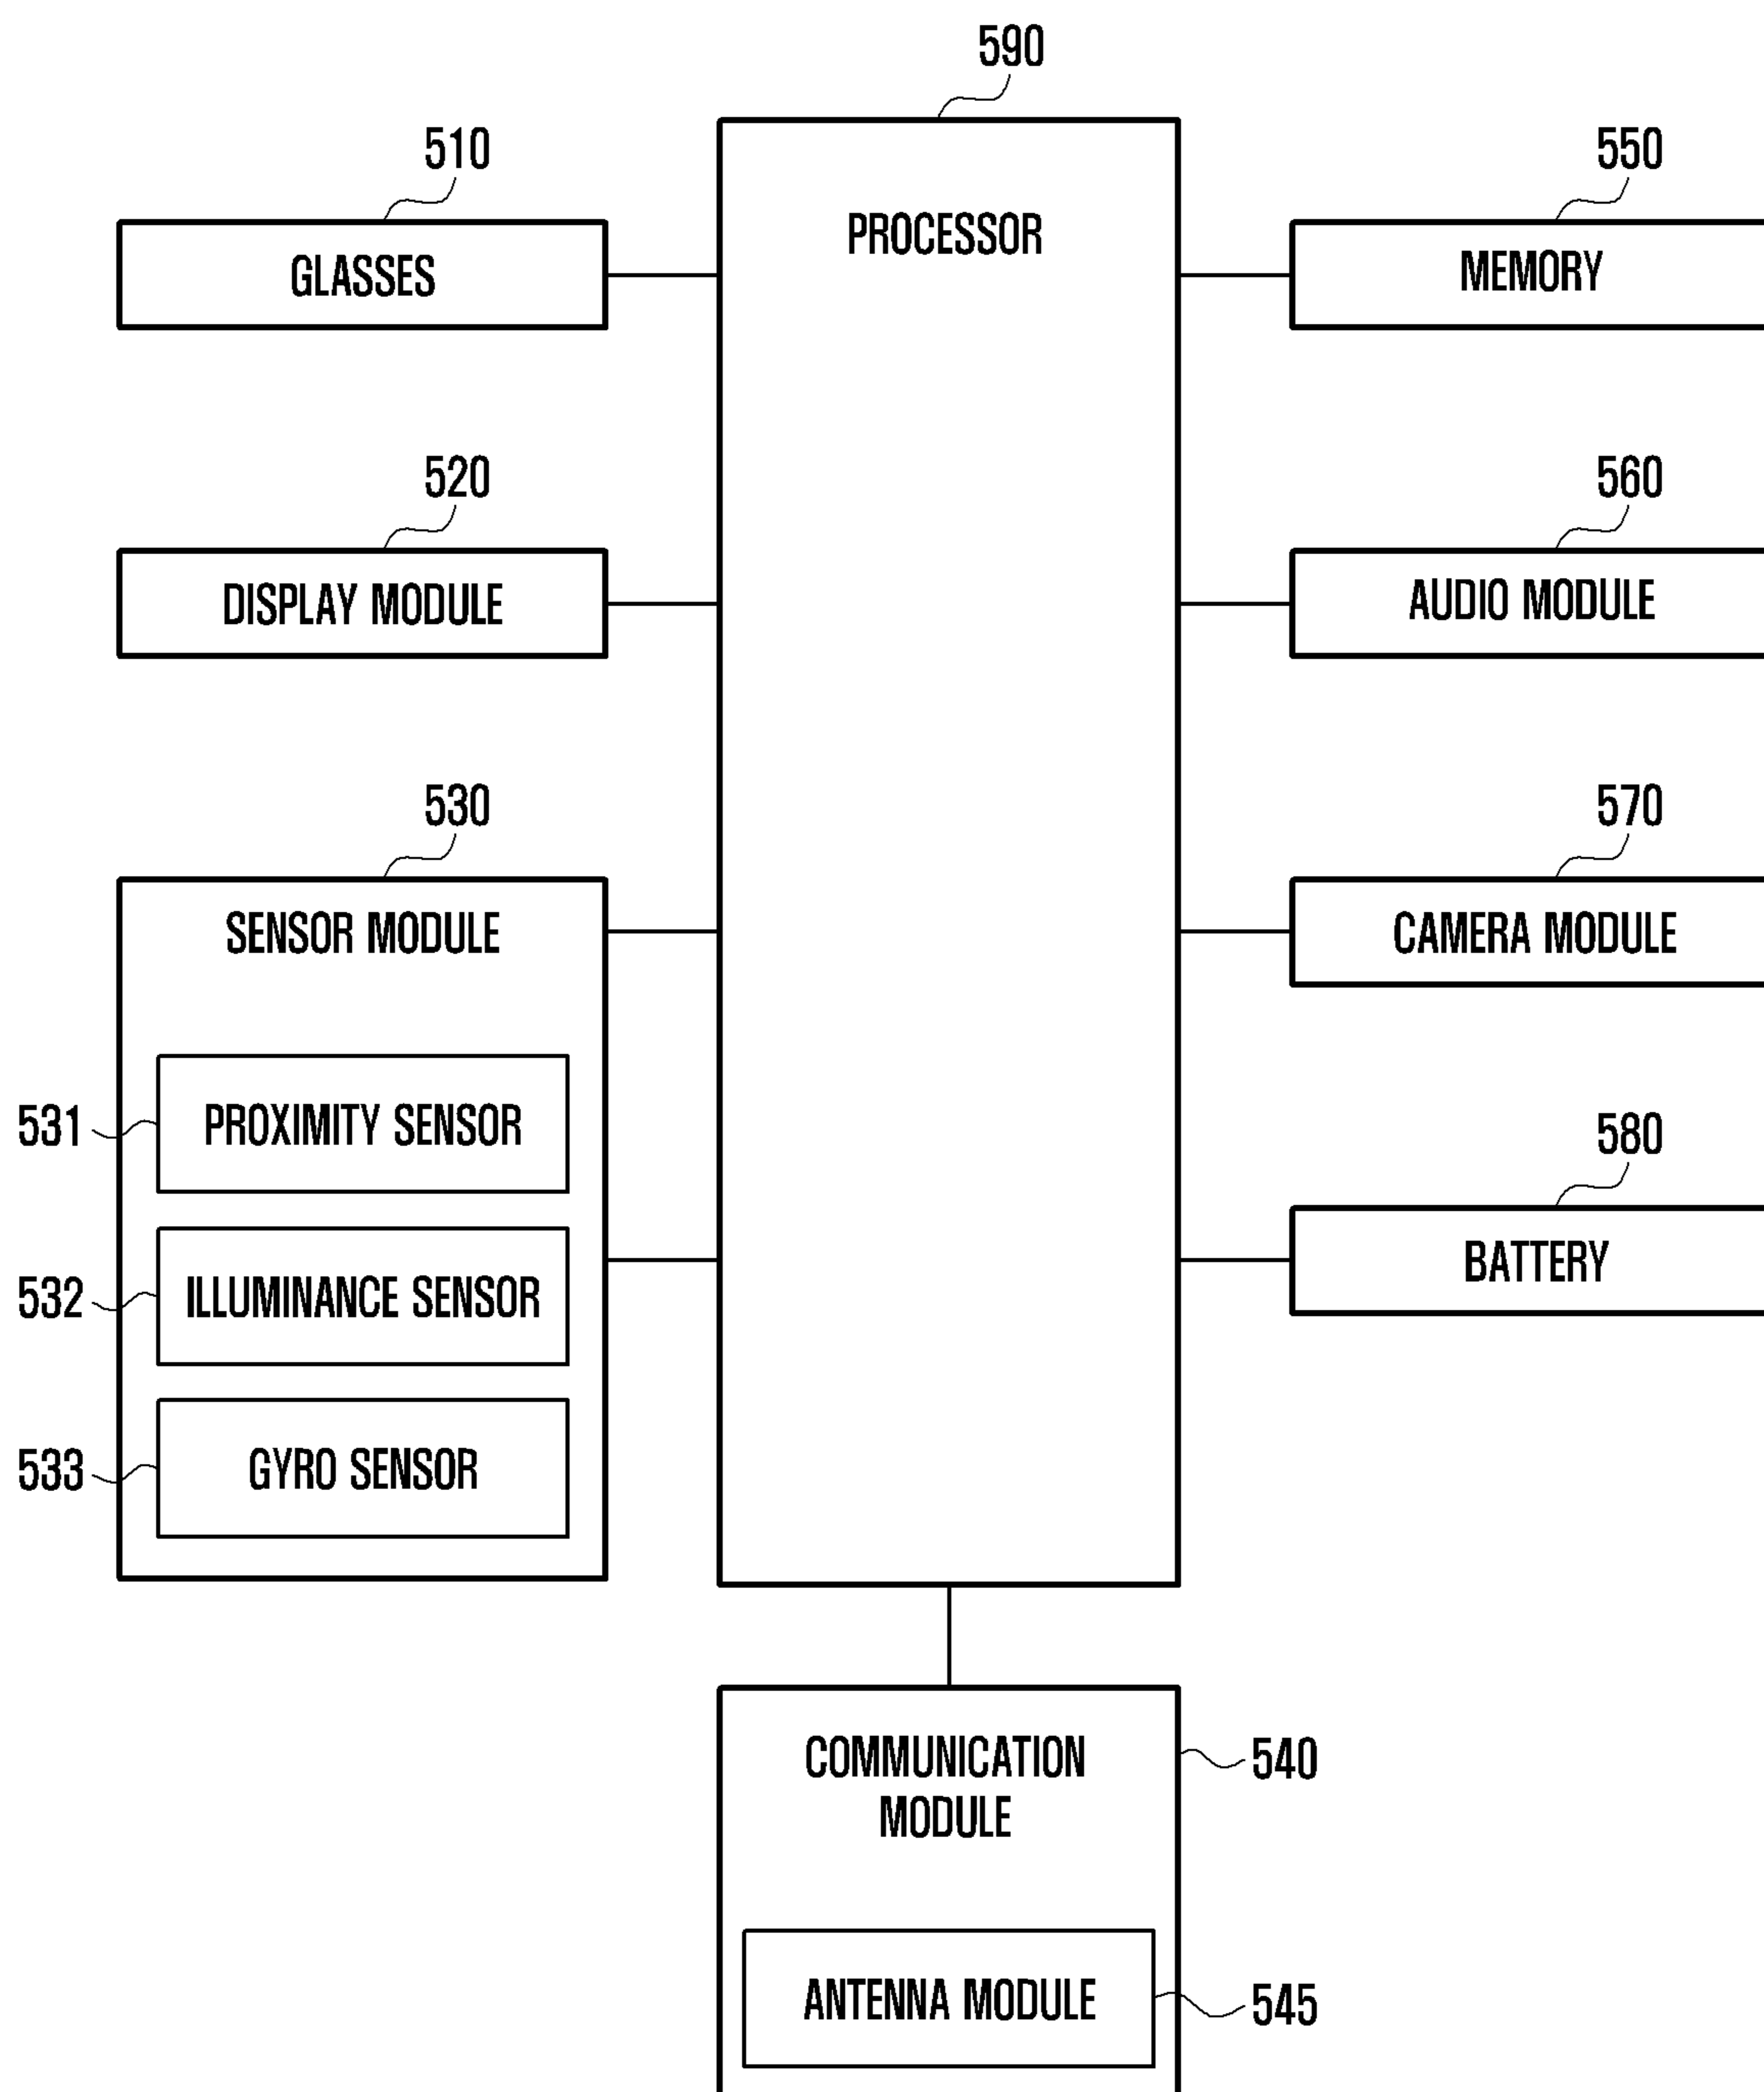 590
510
550
PROCESSOR
GLASSES
MEMORY
520
560
DISPLAY MODULE
AUDIO MODULE
530
570
SENSOR MODULE
CAMERA MODULE
531
PROXIMITY SENSOR
580
BATTERY
532
ILLUMINANCE SENSOR
533
GYRO SENSOR
COMMUNICATION
MODULE
540
ANTENNA MODULE
545